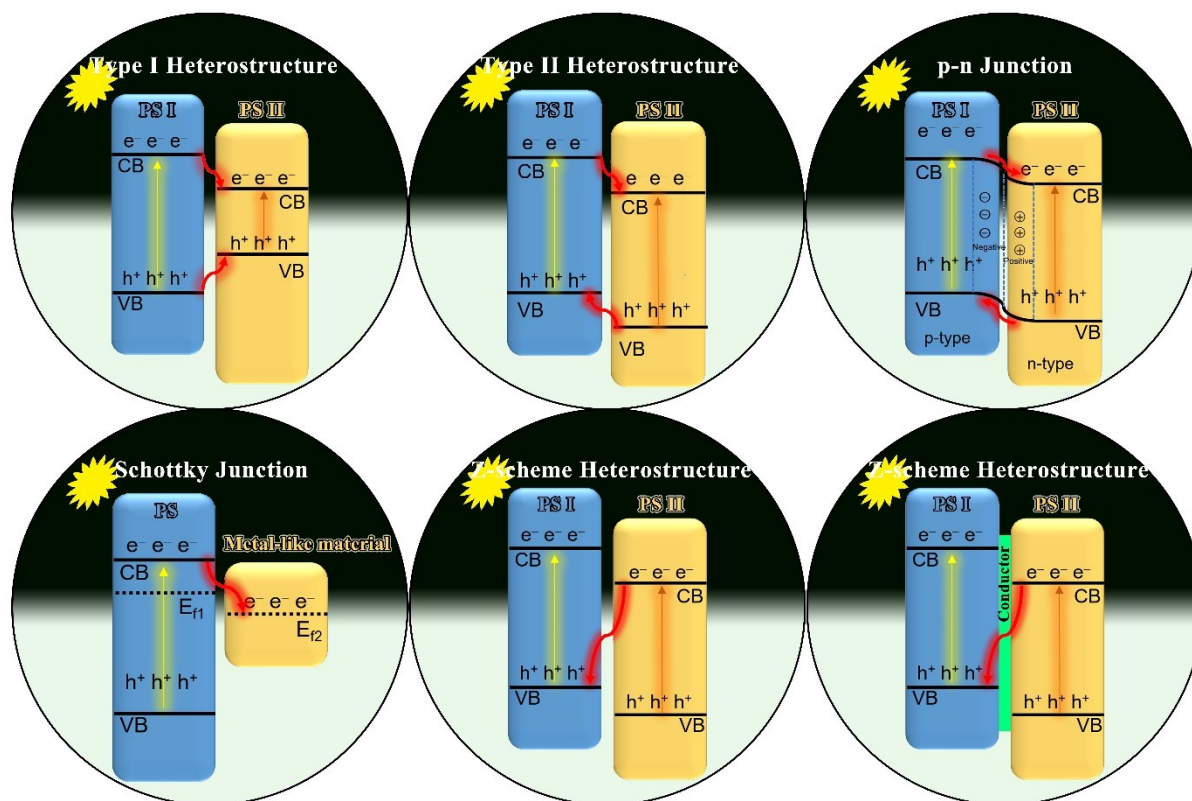 Type I Heterostructure
PS I
PS II
e⁻ e⁻ e⁻
CB
e⁻ e⁻ e⁻
CB
h⁺ h⁺ h⁺
VB
h⁺ h⁺ h⁺
VB
Type II Heterostructure
PS I
PS II
e⁻ e⁻ e⁻
CB
e e e
CB
h⁺ h⁺ h⁺
VB
h⁺ h⁺ h⁺
VB
p-n Junction
PS I
PS II
e⁻ e⁻ e⁻
CB
e⁻ e⁻ e⁻
CB
⊖
⊖
⊖
Negative
⊕
⊕
⊕
Positive
h⁺ h⁺ h⁺
VB
h⁺ h⁺ h⁺
VB
p-type
n-type
Schottky Junction
PS
Metal-like material
e⁻ e⁻ e⁻
CB
Ef1
e⁻ e⁻ e⁻
Ef2
h⁺ h⁺ h⁺
VB
Z-scheme Heterostructure
PS I
PS II
e⁻ e⁻ e⁻
CB
e⁻ e⁻ e⁻
CB
h⁺ h⁺ h⁺
VB
h⁺ h⁺ h⁺
VB
Z-scheme Heterostructure
PS I
PS II
e⁻ e⁻ e⁻
CB
Conductor
e⁻ e⁻ e⁻
CB
h⁺ h⁺ h⁺
VB
h⁺ h⁺ h⁺
VB